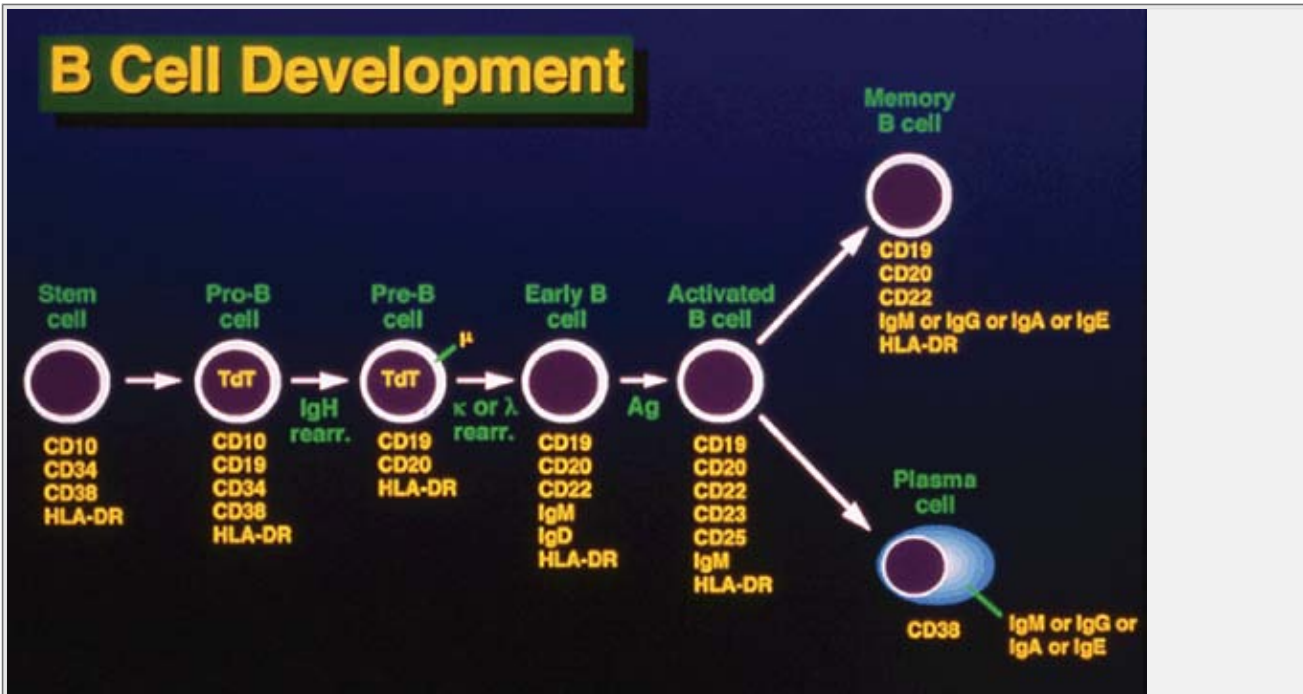 B Cell Development
Memory
B cell
CD19
CD20
CD22
IgM or IgG or IgA or IgE
HLA-DR
Stem
cell
CD10
CD34
CD38
HLA-DR
Pro-B
cell
TdT
CD10
CD19
CD34
CD38
HLA-DR
IgH
rearr.
Pre-B
cell
μ
TdT
CD19
CD20
HLA-DR
κ or λ
rearr.
Early B
cell
CD19
CD20
CD22
IgM
IgD
HLA-DR
Ag
Activated
B cell
CD19
CD20
CD22
CD23
CD25
IgM
HLA-DR
Plasma
cell
CD38
IgM or IgG or
IgA or IgE